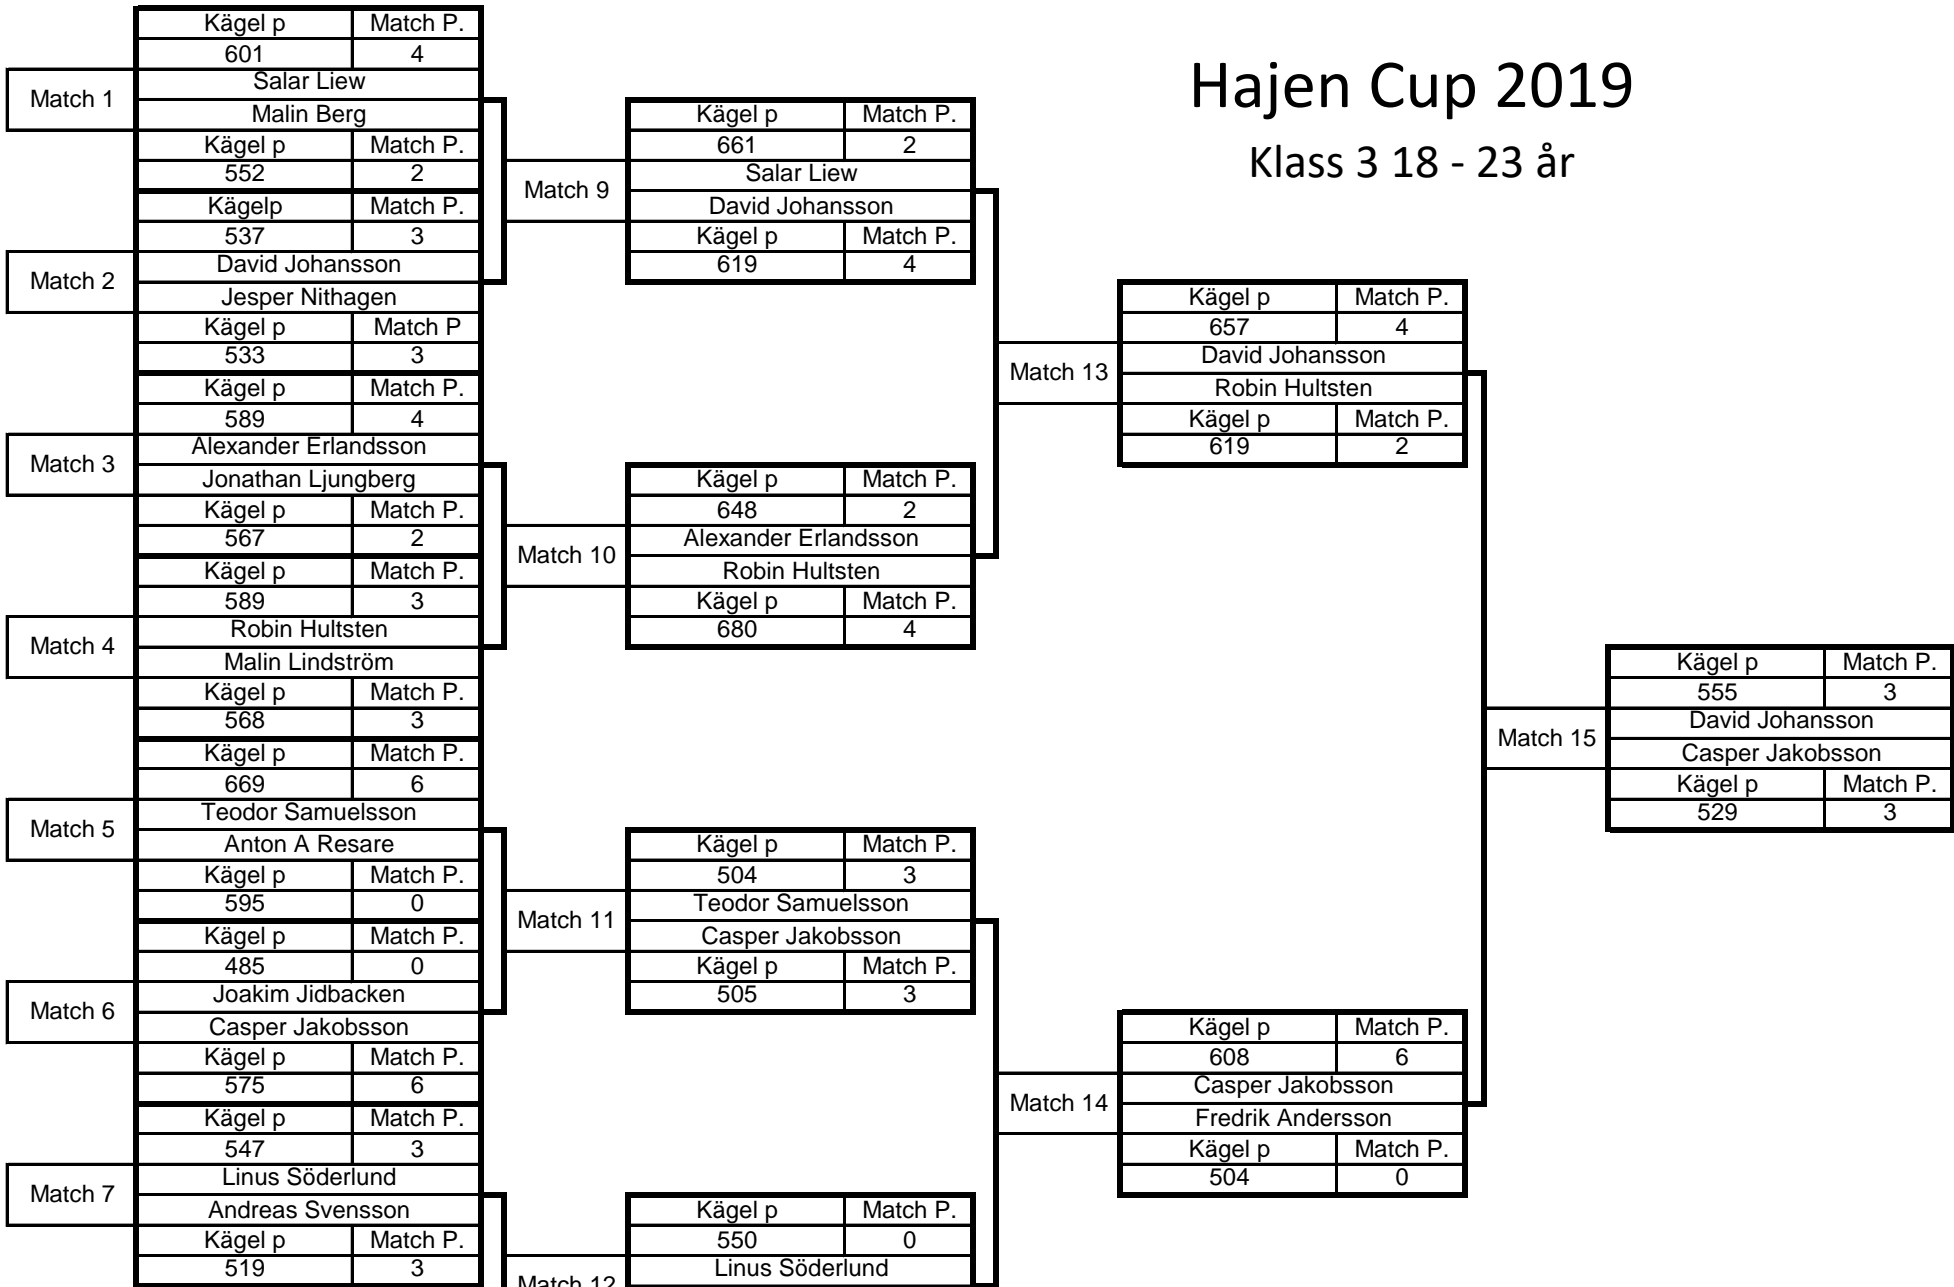 Hajen Cup 2019
Klass 3 18 - 23 år
Kägel p Match P.
601 4
Match 1
Salar Liew
Malin Berg
Kägel p Match P.
552 2
Kägelp Match P.
537 3
Match 2
David Johansson
Jesper Nithagen
Kägel p Match P
533 3
Kägel p Match P.
589 4
Match 3
Alexander Erlandsson
Jonathan Ljungberg
Kägel p Match P.
567 2
Kägel p Match P.
589 3
Match 4
Robin Hultsten
Malin Lindström
Kägel p Match P.
568 3
Kägel p Match P.
669 6
Match 5
Teodor Samuelsson
Anton A Resare
Kägel p Match P.
595 0
Kägel p Match P.
485 0
Match 6
Joakim Jidbacken
Casper Jakobsson
Kägel p Match P.
575 6
Kägel p Match P.
547 3
Match 7
Linus Söderlund
Andreas Svensson
Kägel p Match P.
519 3
Kägel p Match P.
661 2
Match 9
Salar Liew
David Johansson
Kägel p Match P.
619 4
Kägel p Match P.
648 2
Match 10
Alexander Erlandsson
Robin Hultsten
Kägel p Match P.
680 4
Kägel p Match P.
504 3
Match 11
Teodor Samuelsson
Casper Jakobsson
Kägel p Match P.
505 3
Kägel p Match P.
550 0
Match 12
Linus Söderlund
Kägel p Match P.
657 4
Match 13
David Johansson
Robin Hultsten
Kägel p Match P.
619 2
Kägel p Match P.
608 6
Match 14
Casper Jakobsson
Fredrik Andersson
Kägel p Match P.
504 0
Kägel p Match P.
555 3
Match 15
David Johansson
Casper Jakobsson
Kägel p Match P.
529 3